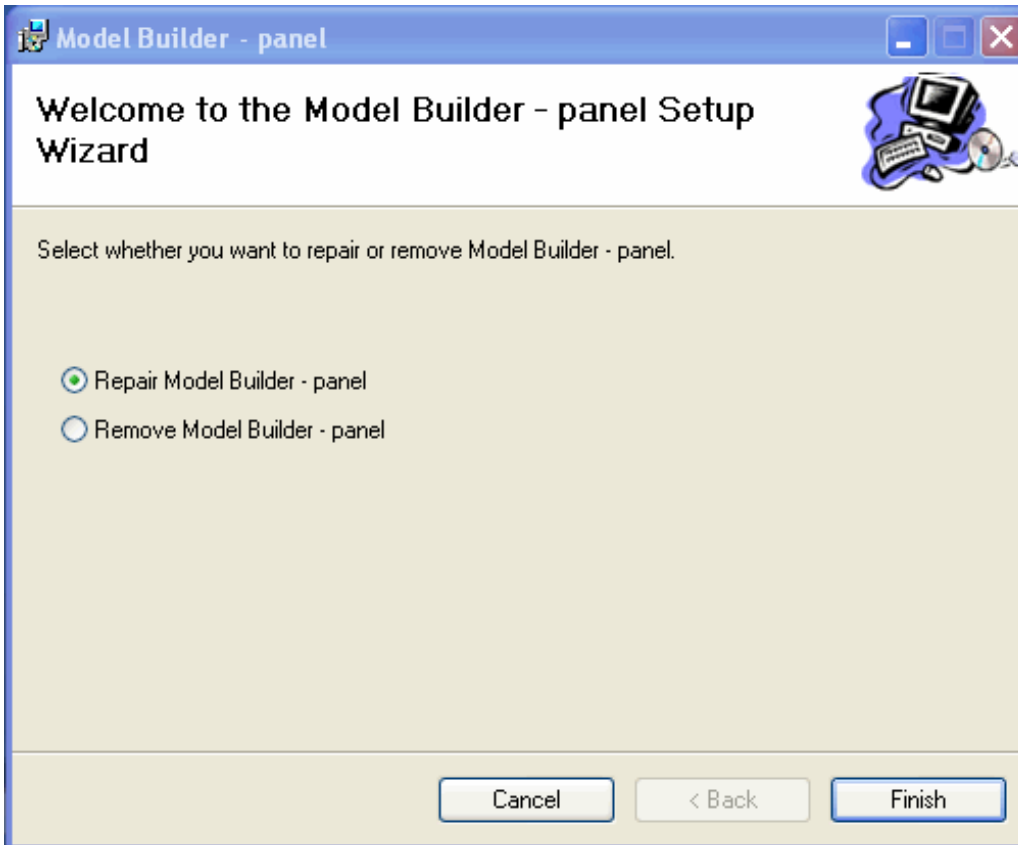 Model Builder - panel
Welcome to the Model Builder - panel Setup
Wizard
Select whether you want to repair or remove Model Builder - panel.
Repair Model Builder - panel
Remove Model Builder - panel
Cancel
< Back
Finish